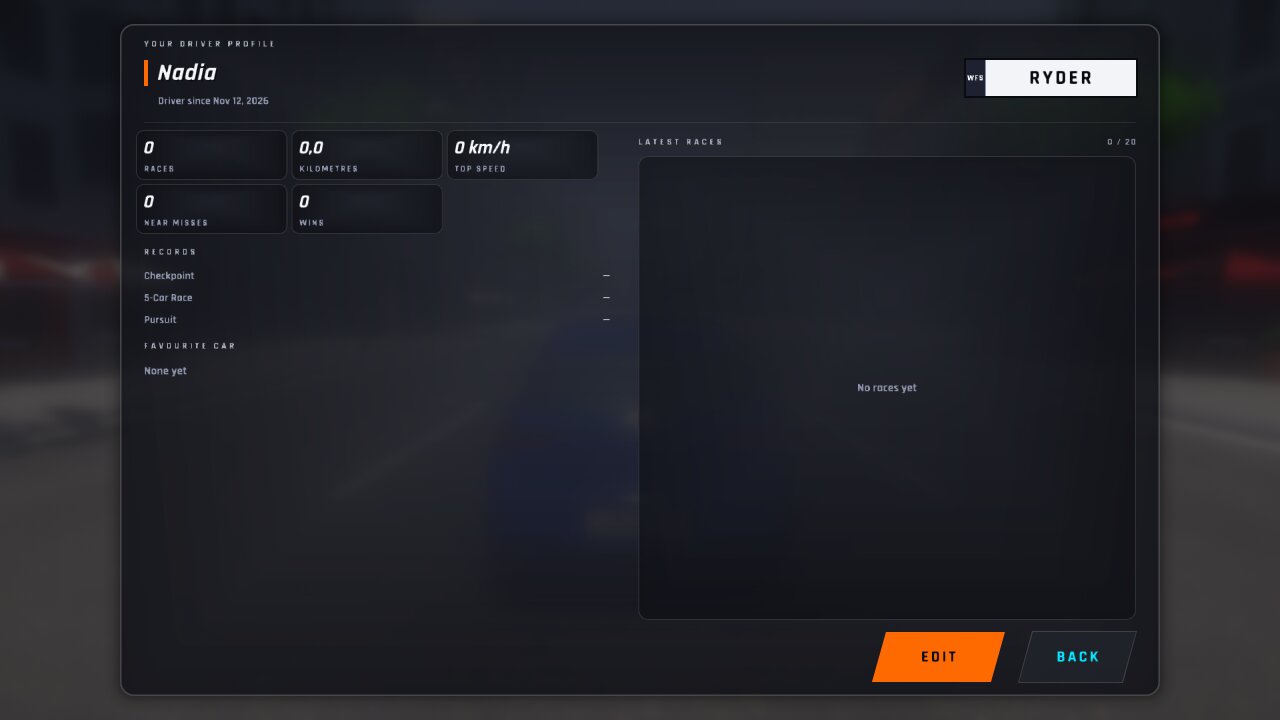 YOUR DRIVER PROFILE
Nadia
Driver since Nov 12, 2026
WFS RYDER
0
RACES
0,0
KILOMETRES
0 km/h
TOP SPEED
0
NEAR MISSES
0
WINS
RECORDS
Checkpoint –
5-Car Race –
Pursuit –
FAVOURITE CAR
None yet
LATEST RACES 0 / 20
No races yet
EDIT BACK